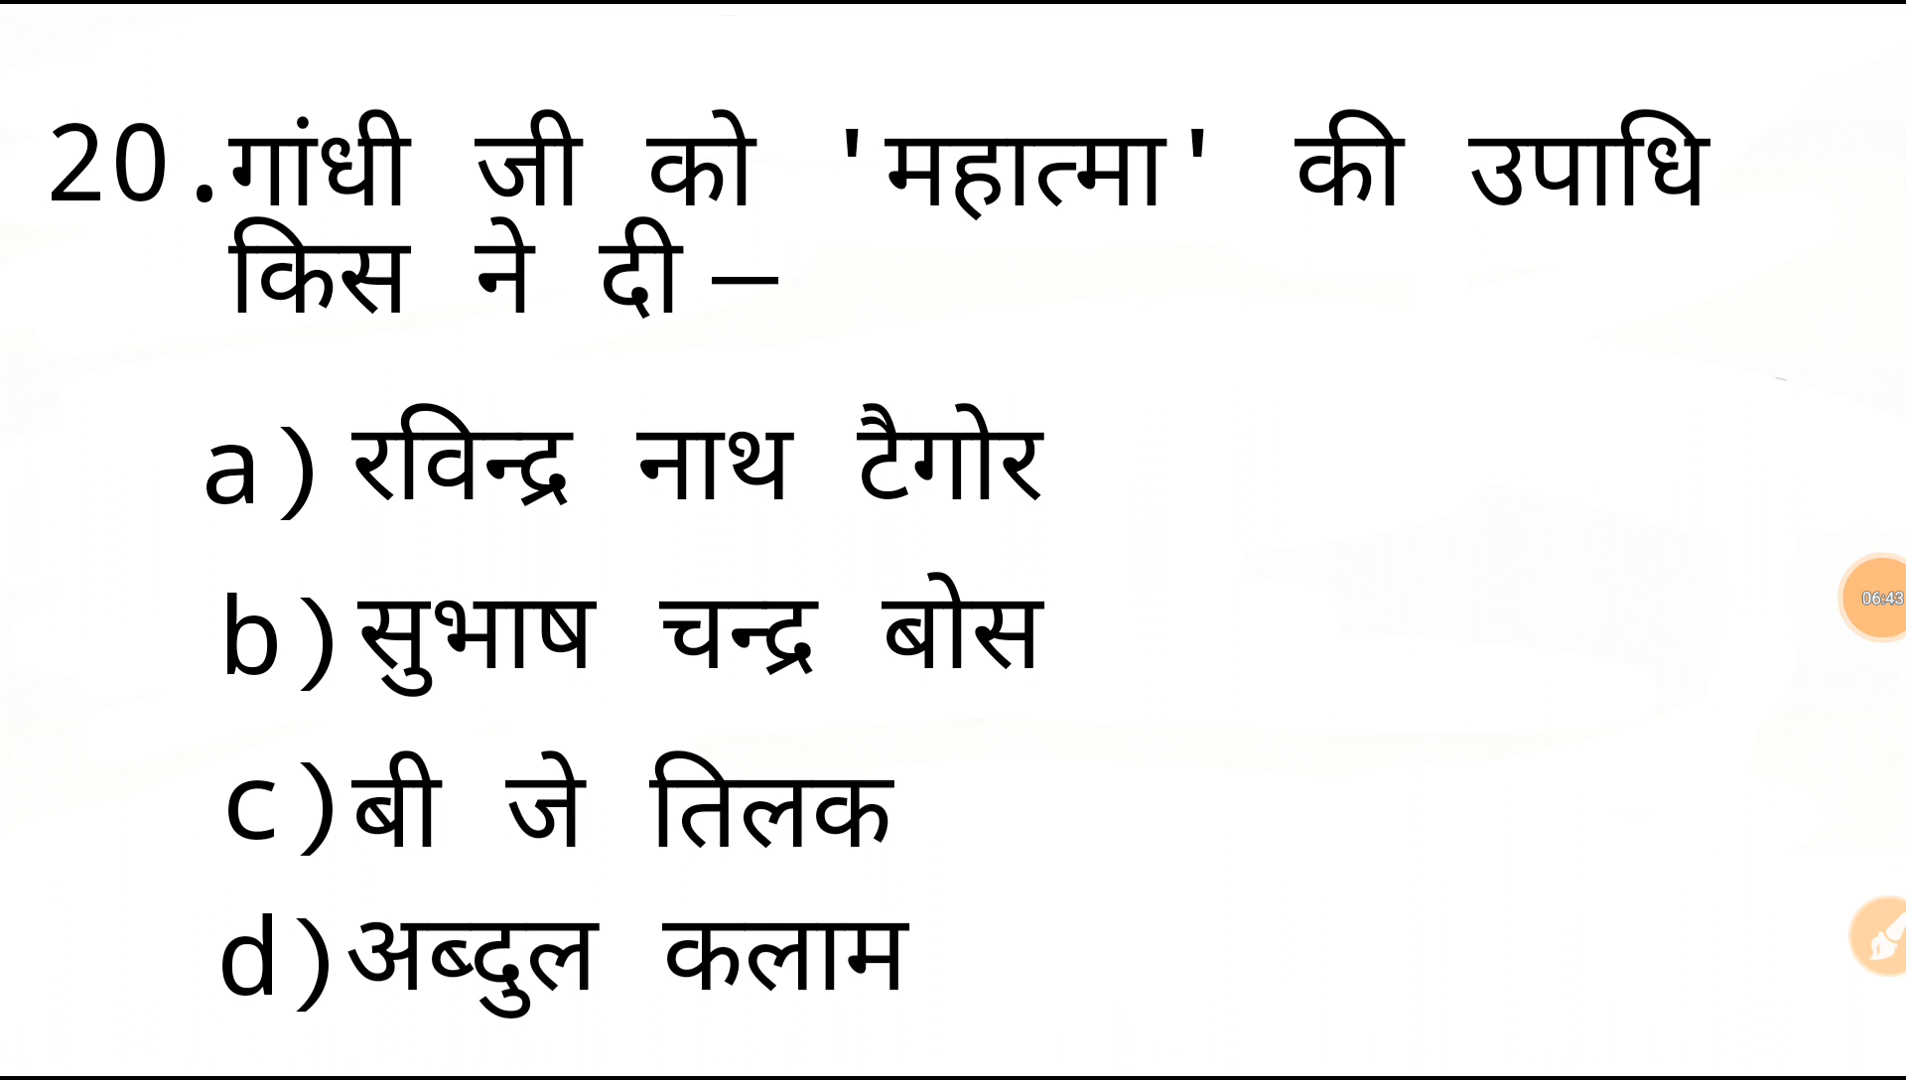 20.गांधी जी को 'महात्मा' की उपाधि
किस ने दी–
a)रविन्द्र नाथ टैगोर
b)सुभाष चन्द्र बोस
06:43
c)बी जे तिलक
d)अब्दुल कलाम